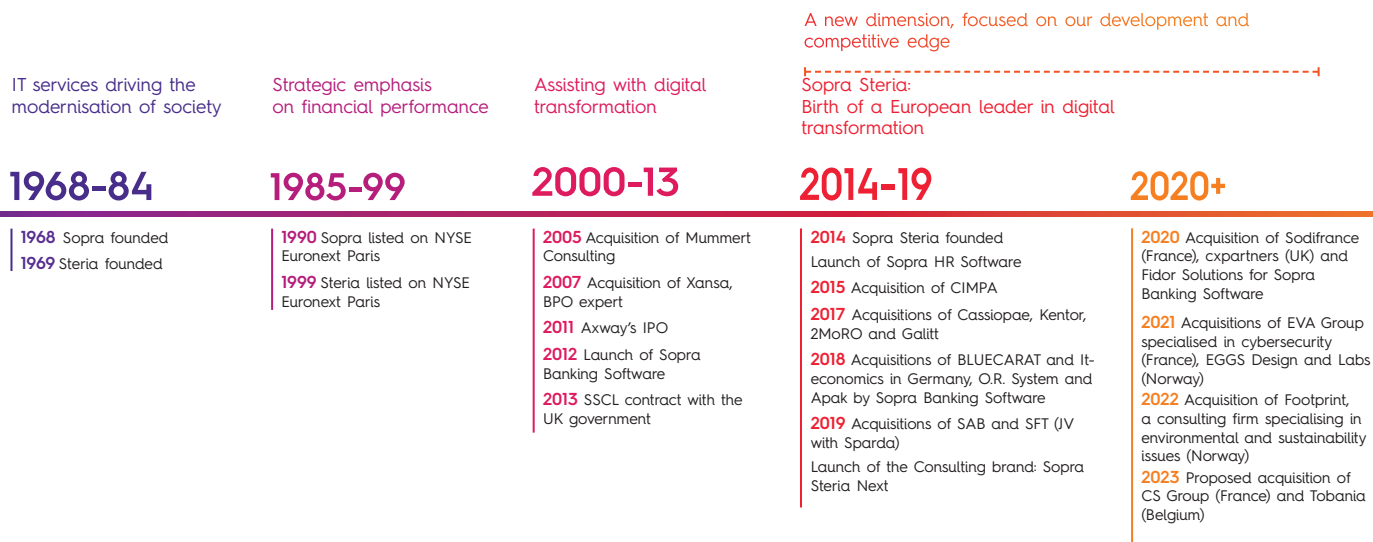 A new dimension, focused on our development and
competitive edge
IT services driving the
modernisation of society
Strategic emphasis
on financial performance
Assisting with digital
transformation
Sopra Steria:
Birth of a European leader in digital
transformation
1968-84
1985-99
2000-13
2014-19
2020+
1968 Sopra founded
1969 Steria founded
1990 Sopra listed on NYSE
Euronext Paris
1999 Steria listed on NYSE
Euronext Paris
2005 Acquisition of Mummert
Consulting
2007 Acquisition of Xansa,
BPO expert
2011 Axway's IPO
2012 Launch of Sopra
Banking Software
2013 SSCL contract with the
UK government
2014 Sopra Steria founded
Launch of Sopra HR Software
2015 Acquisition of CIMPA
2017 Acquisitions of Cassiopae, Kentor,
2MoRO and Galitt
2018 Acquisitions of BLUECARAT and It-
economics in Germany, O.R. System and
Apak by Sopra Banking Software
2019 Acquisitions of SAB and SFT (JV
with Sparda)
Launch of the Consulting brand: Sopra
Steria Next
2020 Acquisition of Sodifrance
(France), cxpartners (UK) and
Fidor Solutions for Sopra
Banking Software
2021 Acquisitions of EVA Group
specialised in cybersecurity
(France), EGGS Design and Labs
(Norway)
2022 Acquisition of Footprint,
a consulting firm specialising in
environmental and sustainability
issues (Norway)
2023 Proposed acquisition of
CS Group (France) and Tobania
(Belgium)